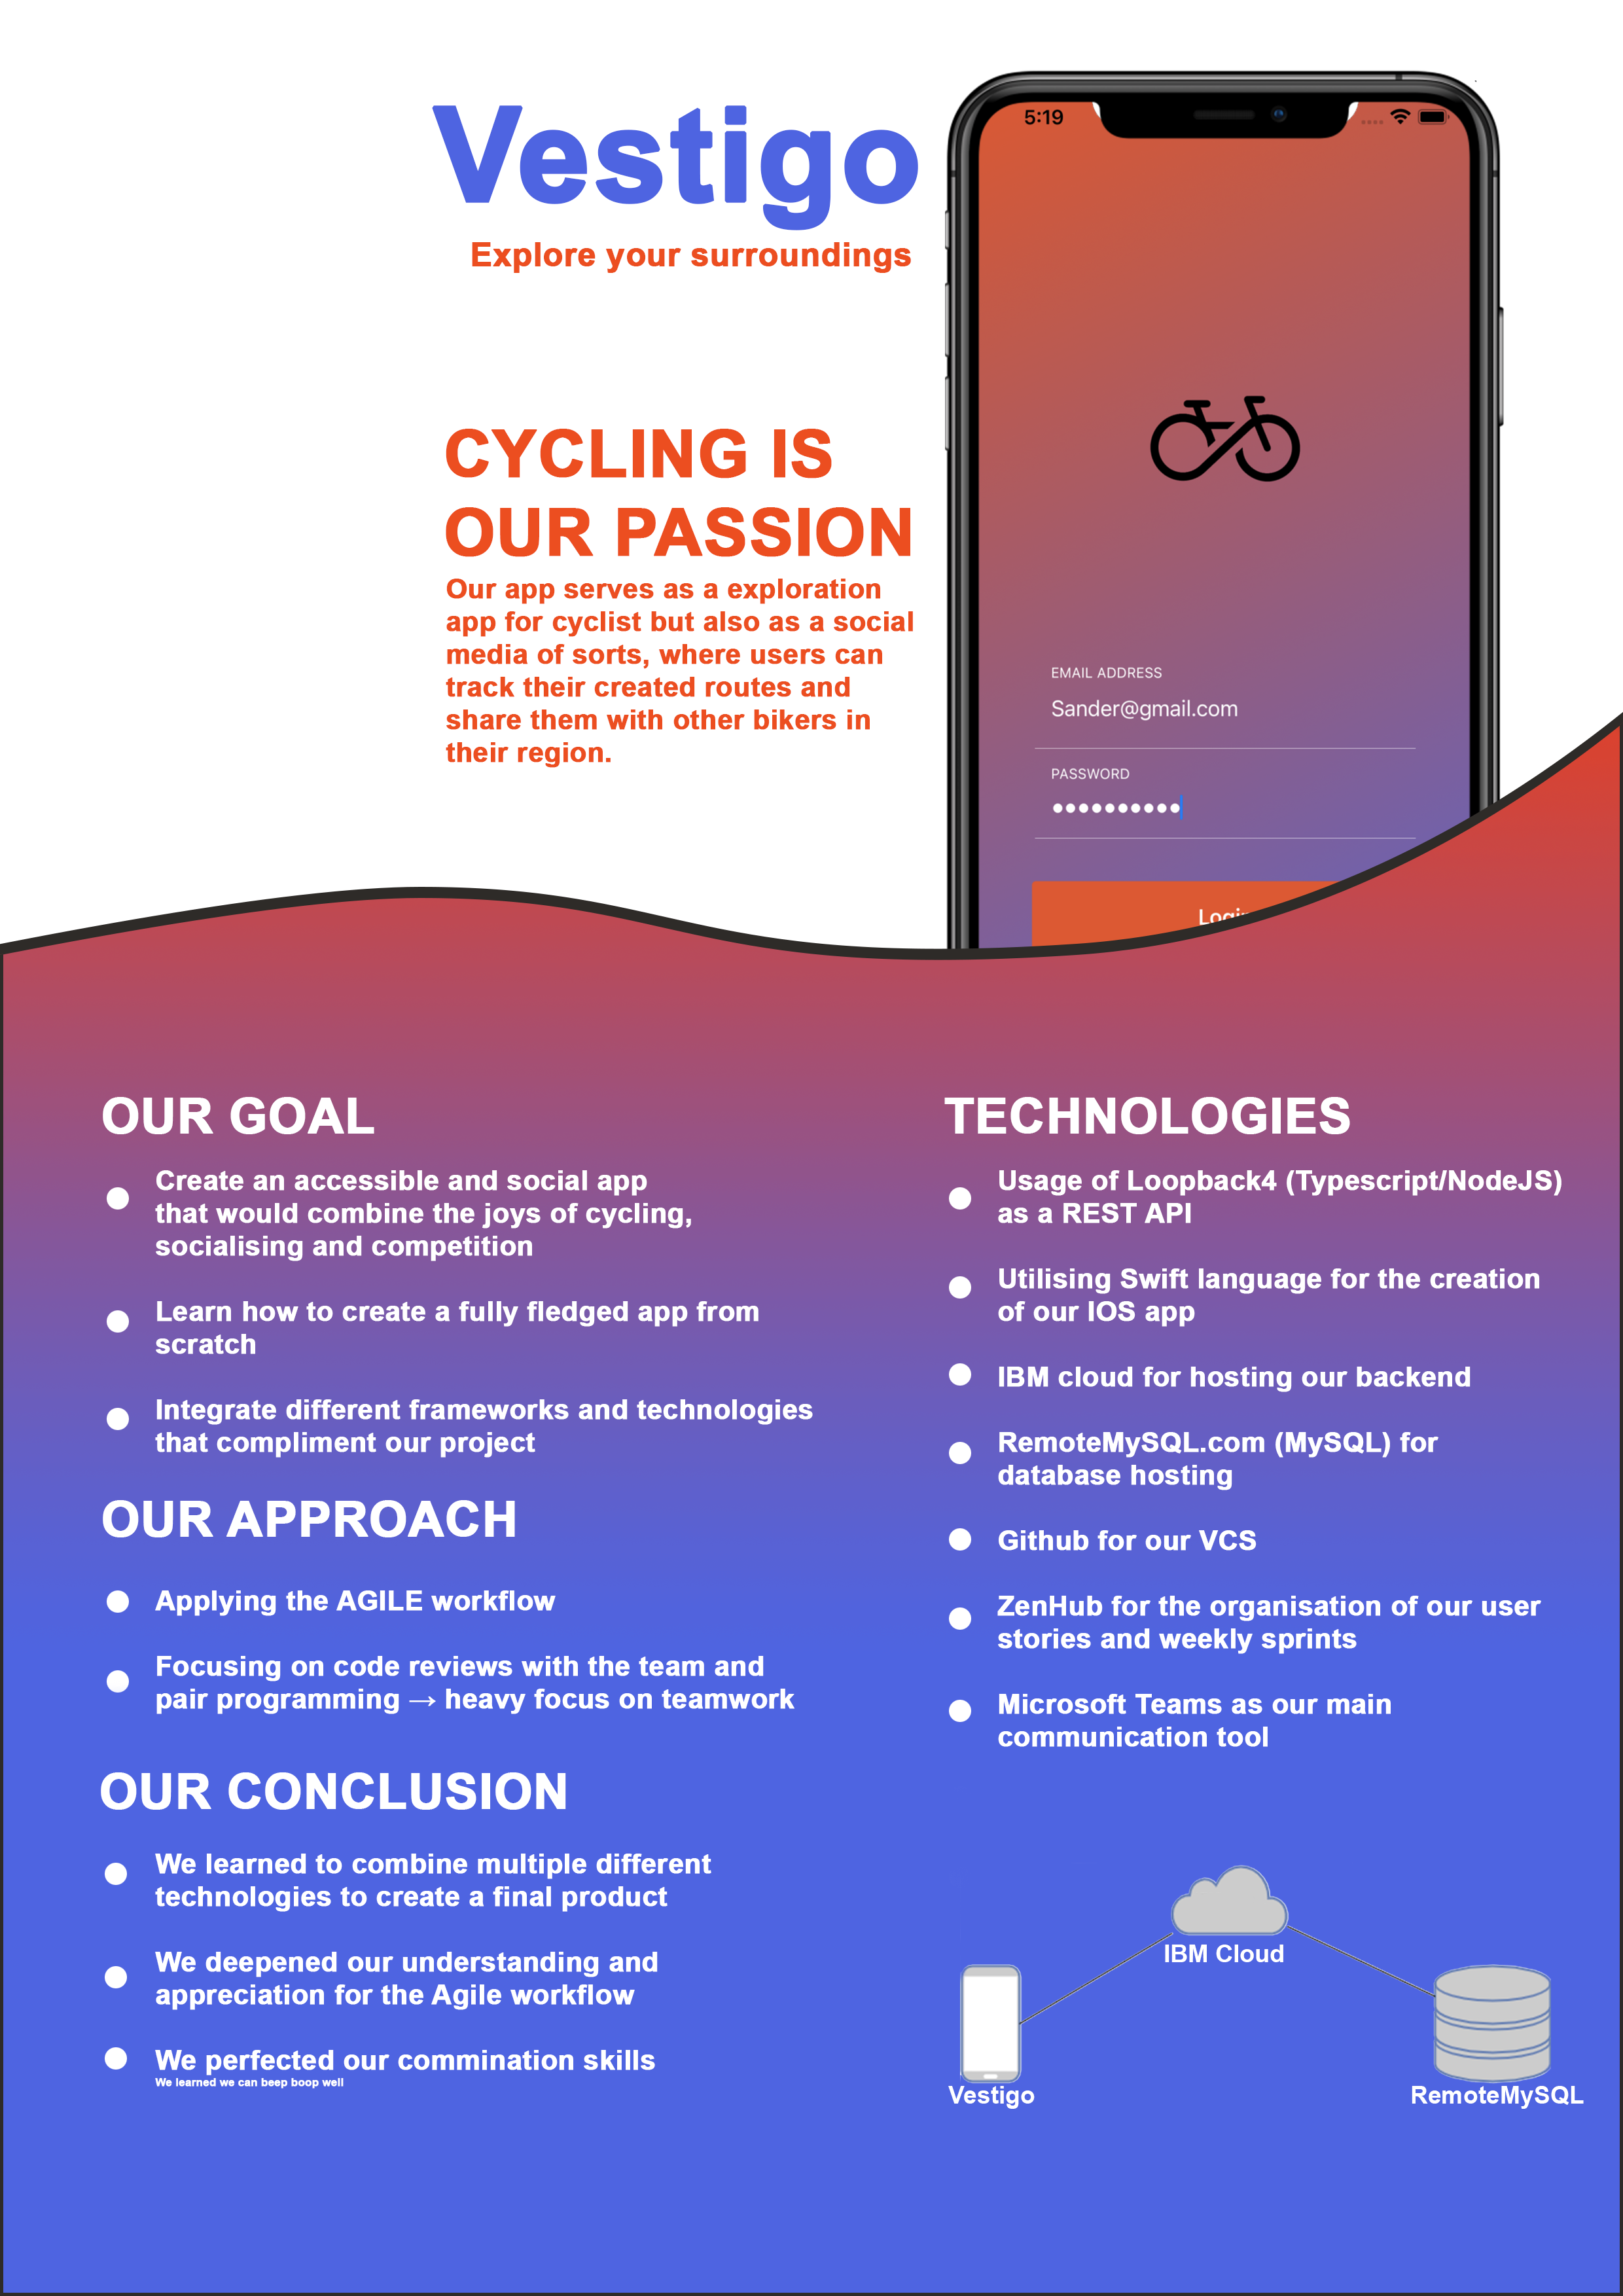 Vestigo
Explore your surroundings
5:19
CYCLING IS
OUR PASSION
Our app serves as a exploration
app for cyclist but also as a social
media of sorts, where users can
track their created routes and
share them with other bikers in
their region.
EMAIL ADDRESS
Sander@gmail.com
PASSWORD
Login
OUR GOAL
Create an accessible and social app
that would combine the joys of cycling,
socialising and competition
Learn how to create a fully fledged app from
scratch
Integrate different frameworks and technologies
that compliment our project
OUR APPROACH
Applying the AGILE workflow
Focusing on code reviews with the team and
pair programming → heavy focus on teamwork
OUR CONCLUSION
We learned to combine multiple different
technologies to create a final product
We deepened our understanding and
appreciation for the Agile workflow
We perfected our commination skills
We learned we can beep boop well
TECHNOLOGIES
Usage of Loopback4 (Typescript/NodeJS)
as a REST API
Utilising Swift language for the creation
of our IOS app
IBM cloud for hosting our backend
RemoteMySQL.com (MySQL) for
database hosting
Github for our VCS
ZenHub for the organisation of our user
stories and weekly sprints
Microsoft Teams as our main
communication tool
IBM Cloud
Vestigo
RemoteMySQL